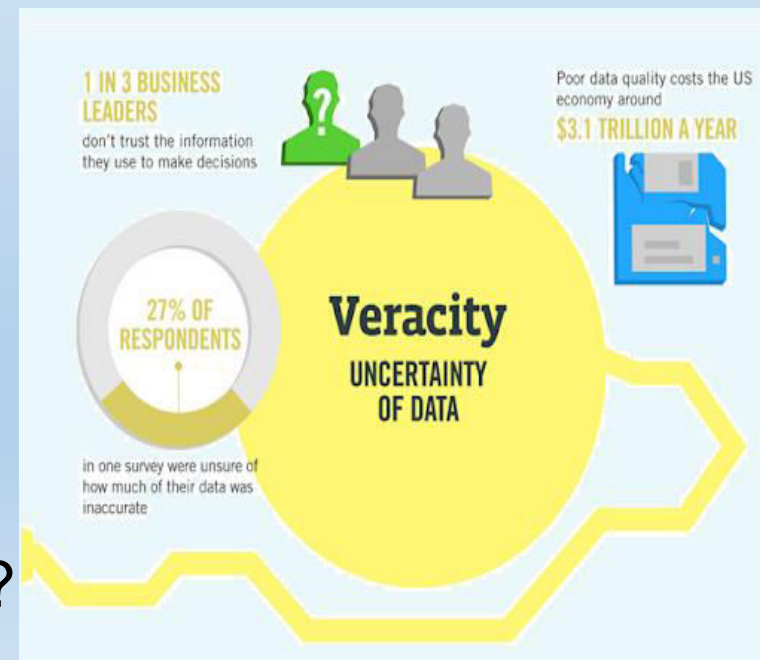 1 IN 3 BUSINESS
LEADERS
don't trust the information
they use to make decisions
?
Poor data quality costs the US
economy around
$3.1 TRILLION A YEAR
27% OF
RESPONDENTS
in one survey were unsure of
how much of their data was
inaccurate
Veracity
UNCERTAINTY
OF DATA
?